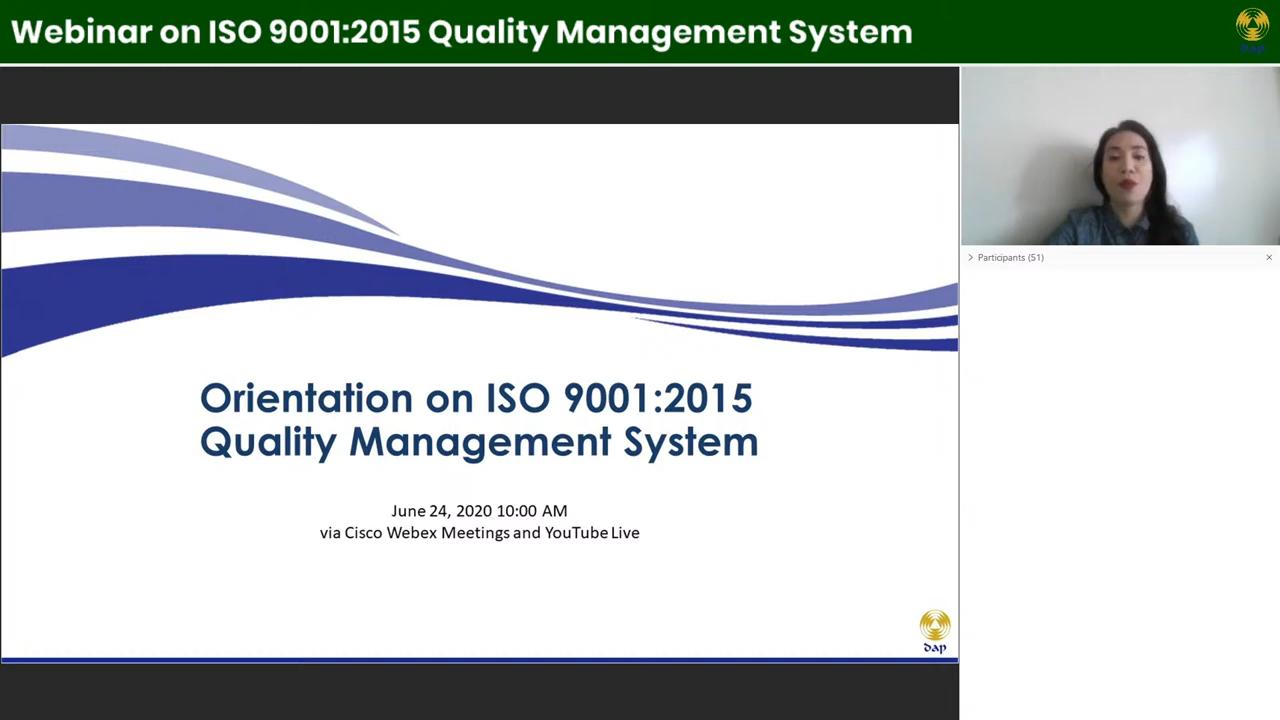 Webinar on ISO 9001:2015 Quality Management System
dap
Participants (51)
Orientation on ISO 9001:2015
Quality Management System
June 24, 2020 10:00 AM
via Cisco Webex Meetings and YouTube Live
dap